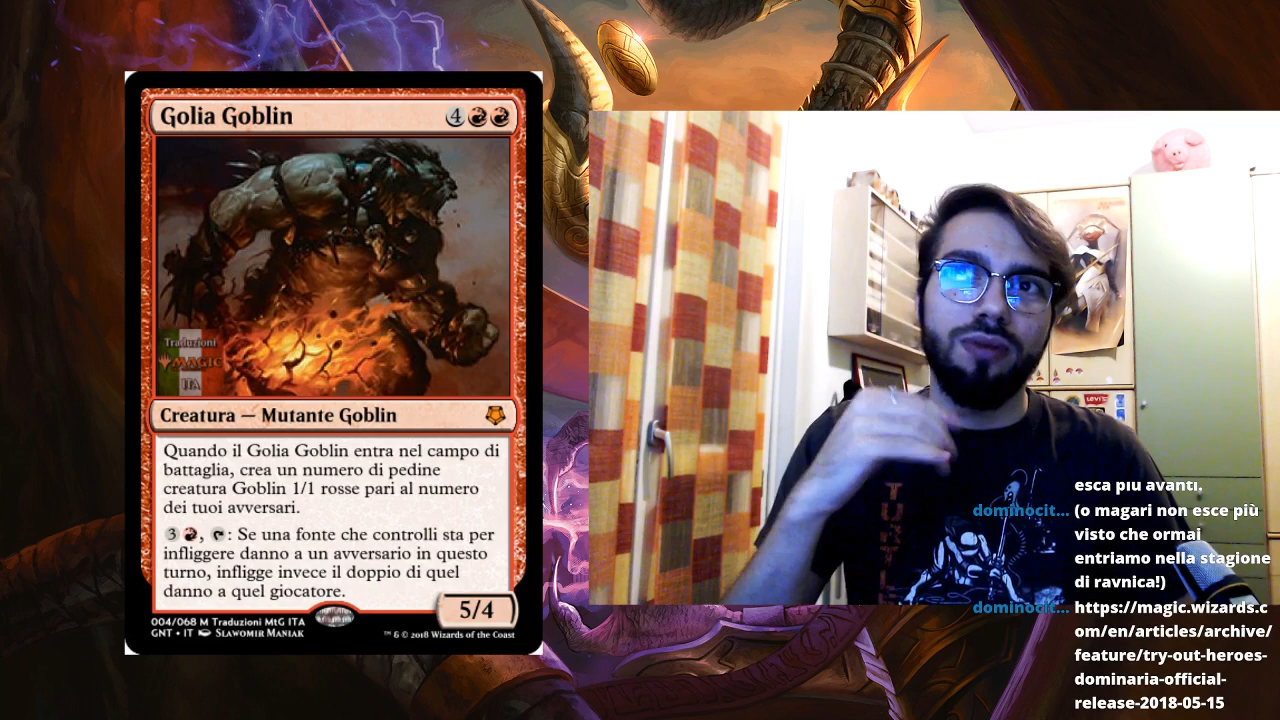 Golia Goblin
4
Traduzioni
MAGIC
ITA
Creatura — Mutante Goblin
Quando il Golia Goblin entra nel campo di
battaglia, crea un numero di pedine
creatura Goblin 1/1 rosse pari al numero
dei tuoi avversari.
3 , : Se una fonte che controlli sta per
infliggere danno a un avversario in questo
turno, infligge invece il doppio di quel
danno a quel giocatore.
5/4
004/068 M Traduzioni MtG ITA
GNT • IT Slawomir Maniak
™ & © 2018 Wizards of the Coast
LEVI'S
esca più avanti.
dominocit... (o magari non esce più
visto che ormai
entriamo nella stagione
di ravnica!)
dominocit... https://magic.wizards.c
om/en/articles/archive/
feature/try-out-heroes-
dominaria-official-
release-2018-05-15